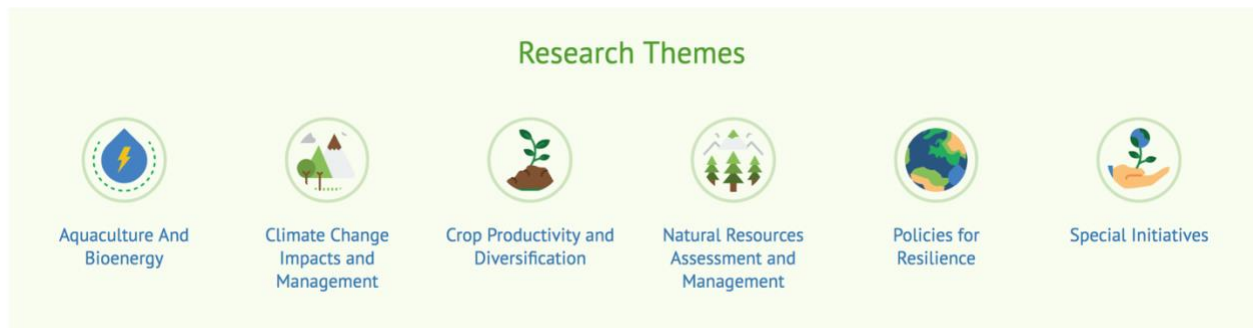 Research Themes
Aquaculture And
Bioenergy
Climate Change
Impacts and
Management
Crop Productivity and
Diversification
Natural Resources
Assessment and
Management
Policies for
Resilience
Special Initiatives